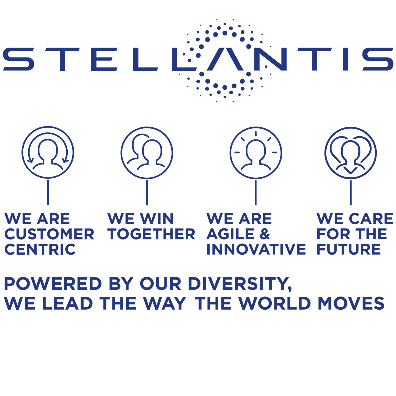 STELLANTIS
WE ARE
CUSTOMER
CENTRIC
WE WIN
TOGETHER
WE ARE
AGILE &
INNOVATIVE
WE CARE
FOR THE
FUTURE
POWERED BY OUR DIVERSITY,
WE LEAD THE WAY THE WORLD MOVES